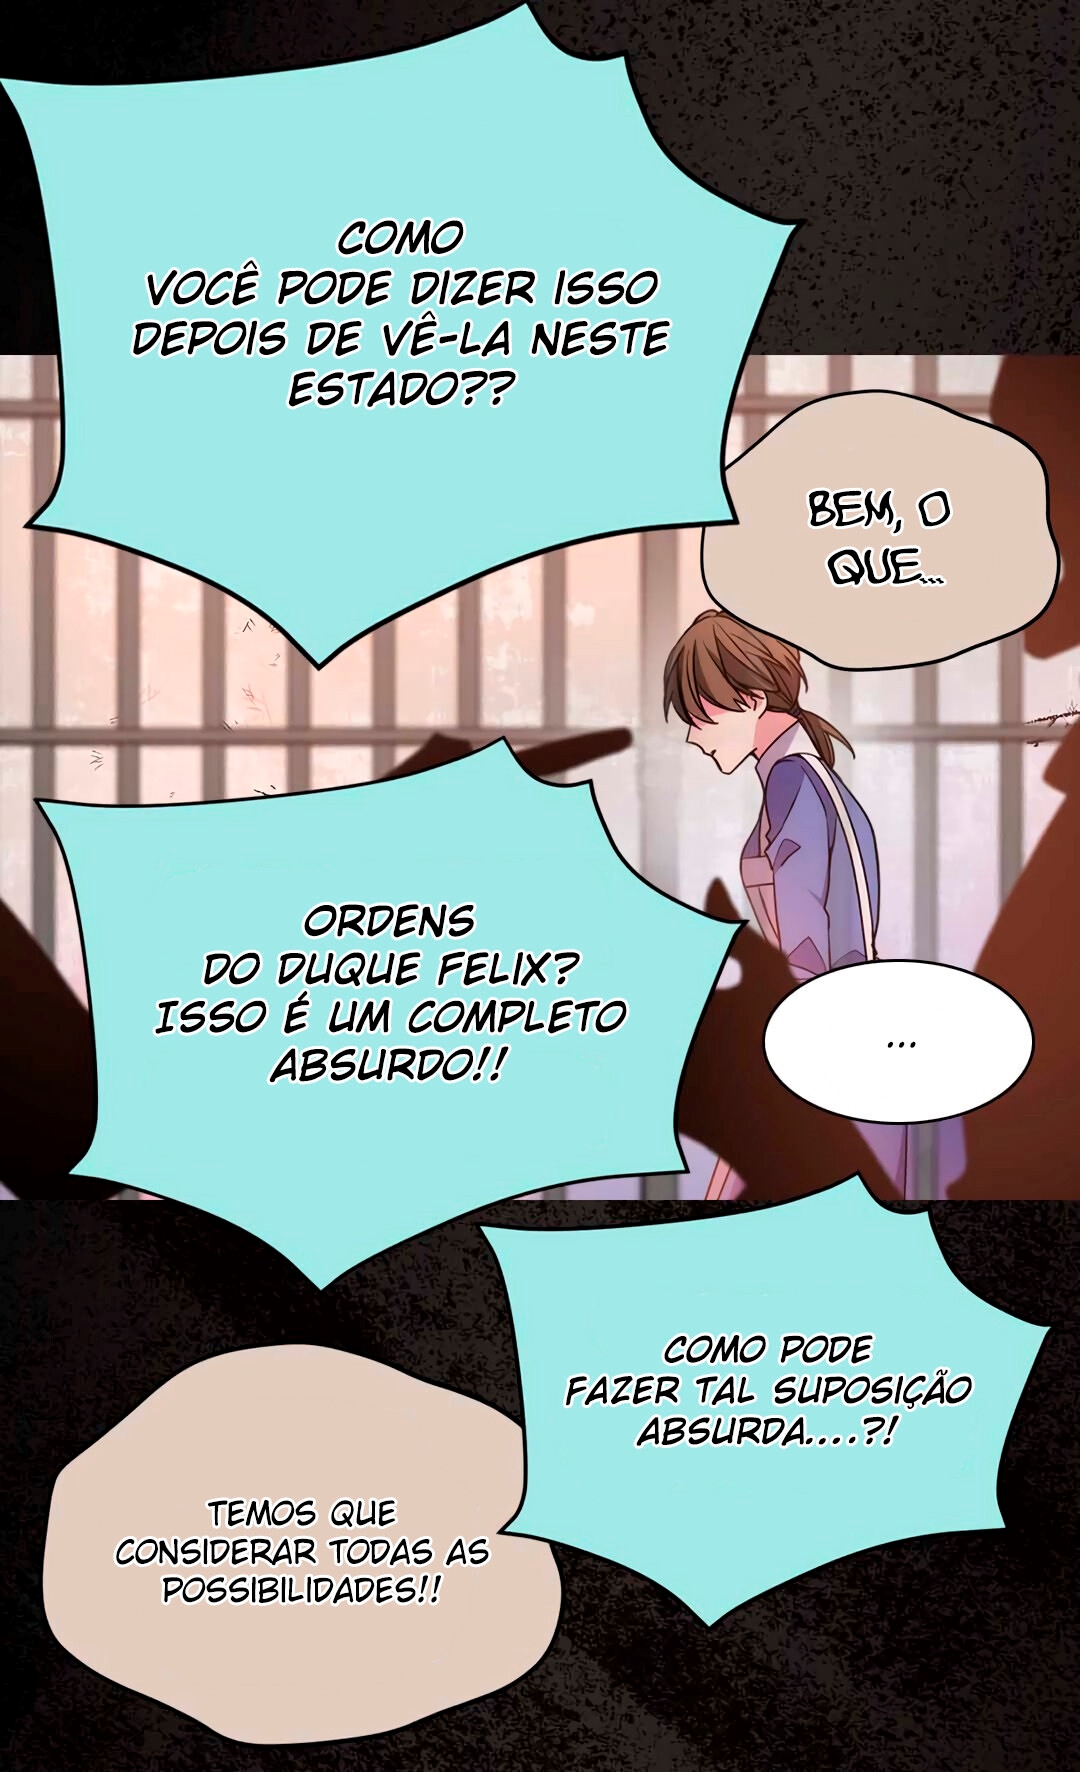 COMO
VOCÊ PODE DIZER ISSO
DEPOIS DE VÊ-LA NESTE
ESTADO??
BEM, O
QUE...
ORDENS
DO DUQUE FELIX?
ISSO É UM COMPLETO
ABSURDO!!
...
COMO PODE
FAZER TAL SUPOSIÇÃO
ABSURDA....?!
TEMOS QUE
CONSIDERAR TODAS AS
POSSIBILIDADES!!